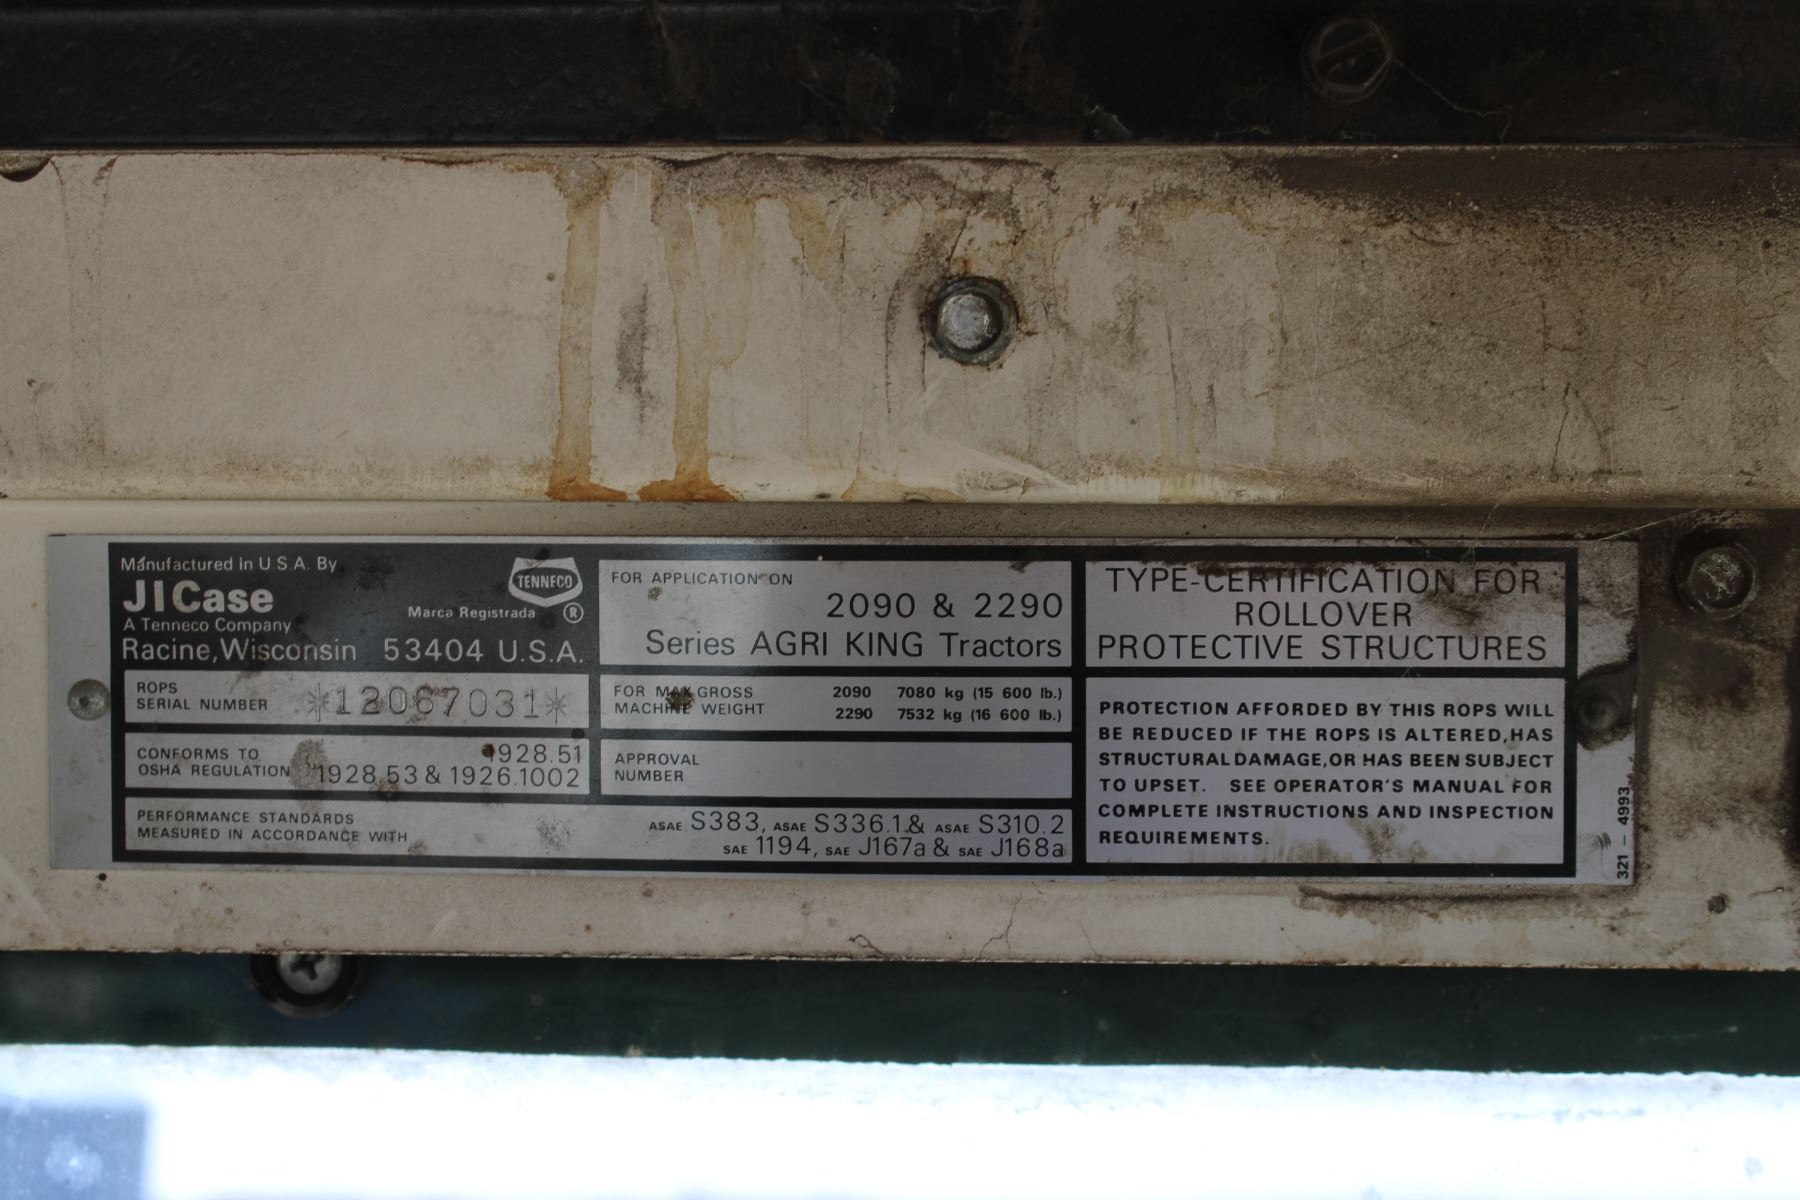 Manufactured In U.S.A. By
JI Case
A Tenneco Company
Racine, Wisconsin 53404 U.S.A.
TENNECO
Marca Registrada ®
ROPS
SERIAL NUMBER *12067031*
CONFORMS TO 1928.51
OSHA REGULATION 1928.53 & 1926.1002
PERFORMANCE STANDARDS
MEASURED IN ACCORDANCE WITH
ASAE S383, ASAE S336.1 & ASAE S310.2
SAE 1194, SAE J167a & SAE J168a
FOR APPLICATION ON
2090 & 2290
Series AGRI KING Tractors
FOR MAX GROSS
MACHINE WEIGHT
2090 7080 kg (15 600 lb.)
2290 7532 kg (16 600 lb.)
APPROVAL
NUMBER
TYPE-CERTIFICATION FOR
ROLLOVER
PROTECTIVE STRUCTURES
PROTECTION AFFORDED BY THIS ROPS WILL
BE REDUCED IF THE ROPS IS ALTERED, HAS
STRUCTURAL DAMAGE, OR HAS BEEN SUBJECT
TO UPSET. SEE OPERATOR'S MANUAL FOR
COMPLETE INSTRUCTIONS AND INSPECTION
REQUIREMENTS.
321-4993